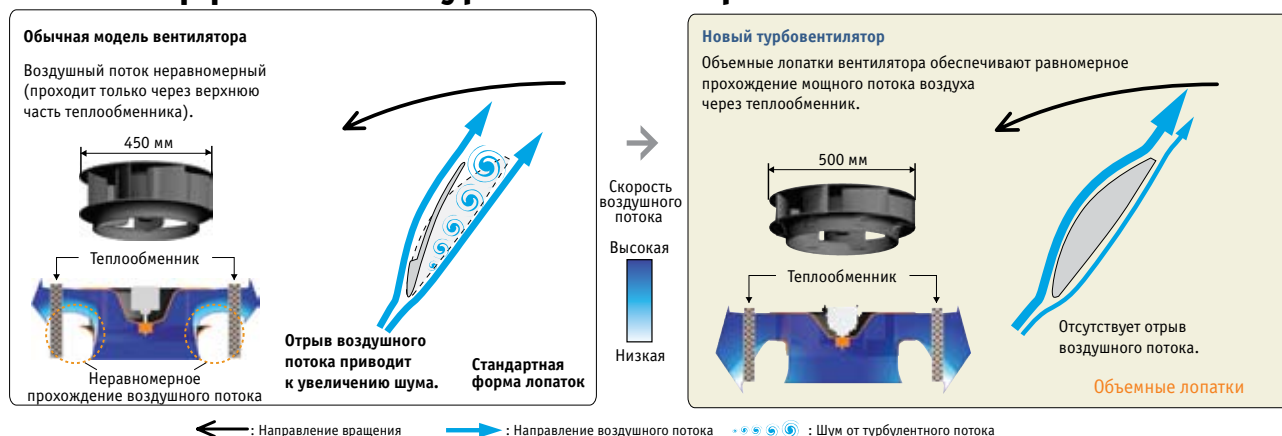 Обычная модель вентилятора
Воздушный поток неравномерный
(проходит только через верхнюю
часть теплообменника).
450 мм
Теплообменник
Неравномерное
прохождение воздушного потока
Отрыв воздушного
потока приводит
к увеличению шума.
Стандартная
форма лопаток
Скорость
воздушного
потока
Высокая
Низкая
Новый турбовентилятор
Объемные лопатки вентилятора обеспечивают равномерное
прохождение мощного потока воздуха
через теплообменник.
500 мм
Теплообменник
Отсутствует отрыв
воздушного потока.
Объемные лопатки
: Направление вращения
: Направление воздушного потока
: Шум от турбулентного потока